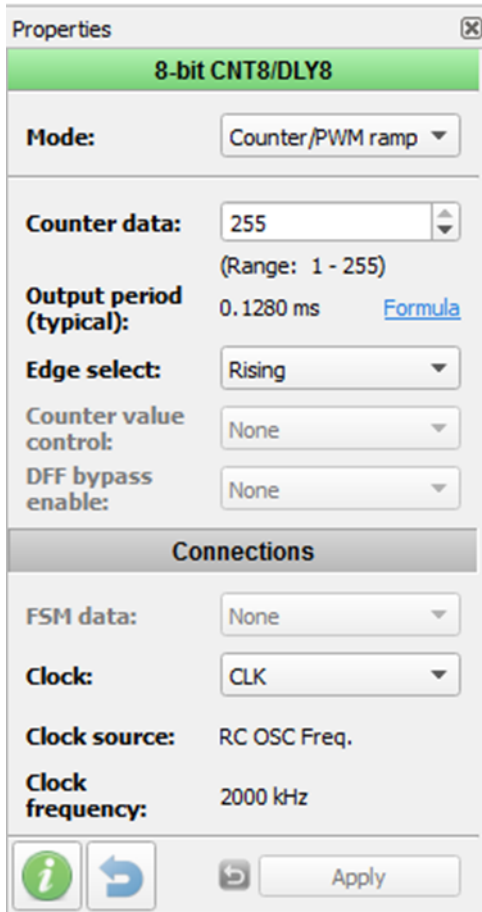 Properties
8-bit CNT8/DLY8
Mode: Counter/PWM ramp
Counter data: 255
(Range: 1 - 255)
Output period
(typical): 0.1280 ms Formula
Edge select: Rising
Counter value
control: None
DFF bypass
enable: None
Connections
FSM data: None
Clock: CLK
Clock source: RC OSC Freq.
Clock
frequency: 2000 kHz
Apply